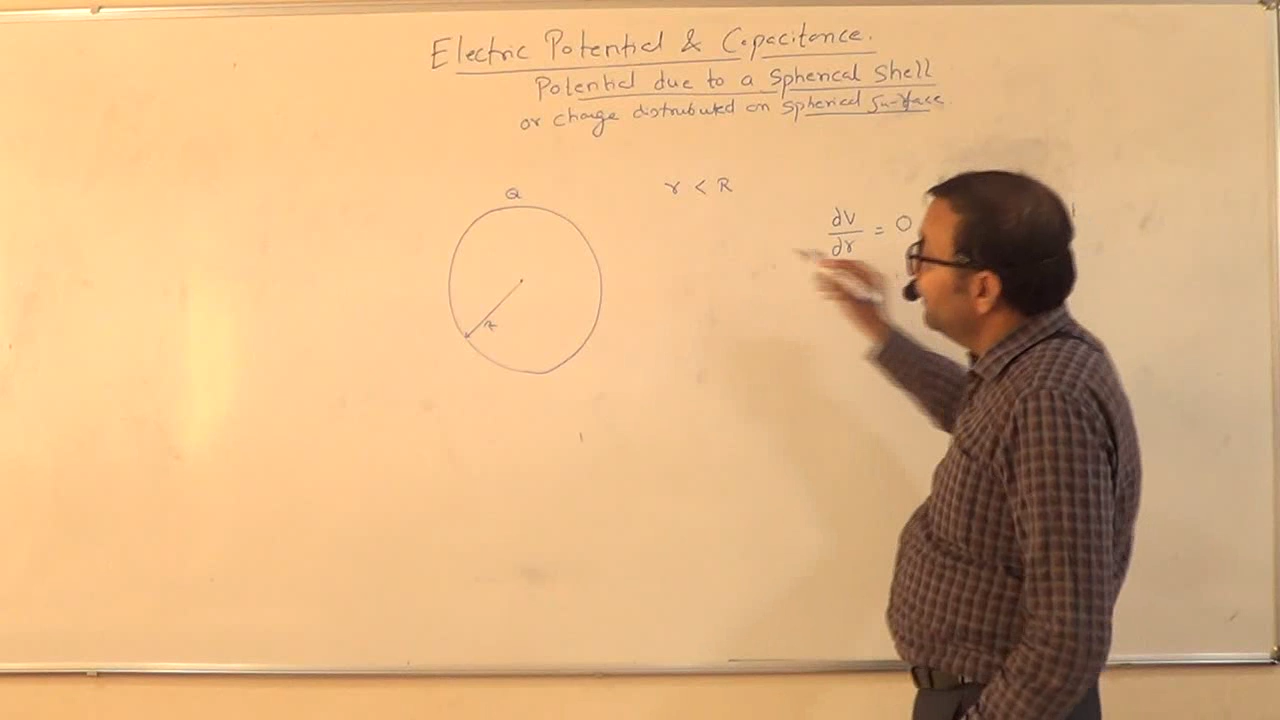 Electric Potential & Capacitance.
Potential due to a Spherical Shell
or charge distributed on spherical surface.
Q
r < R
dV/dr = 0
R